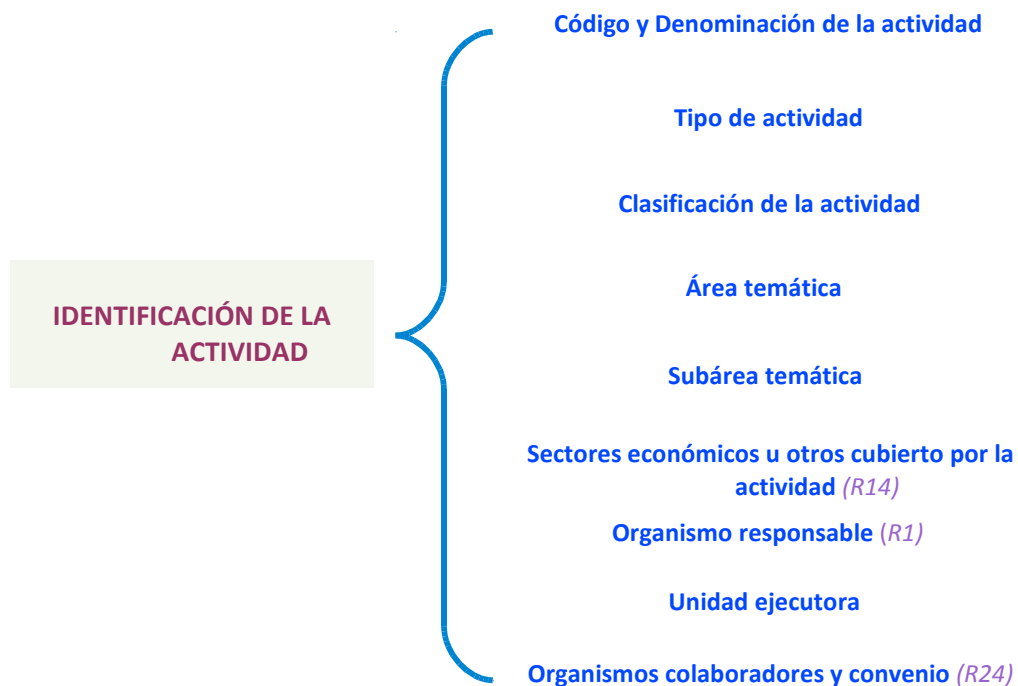 Código y Denominación de la actividad
Tipo de actividad
Clasificación de la actividad
Área temática
IDENTIFICACIÓN DE LA
ACTIVIDAD
Subárea temática
Sectores económicos u otros cubierto por la
actividad (R14)
Organismo responsable (R1)
Unidad ejecutora
Organismos colaboradores y convenio (R24)